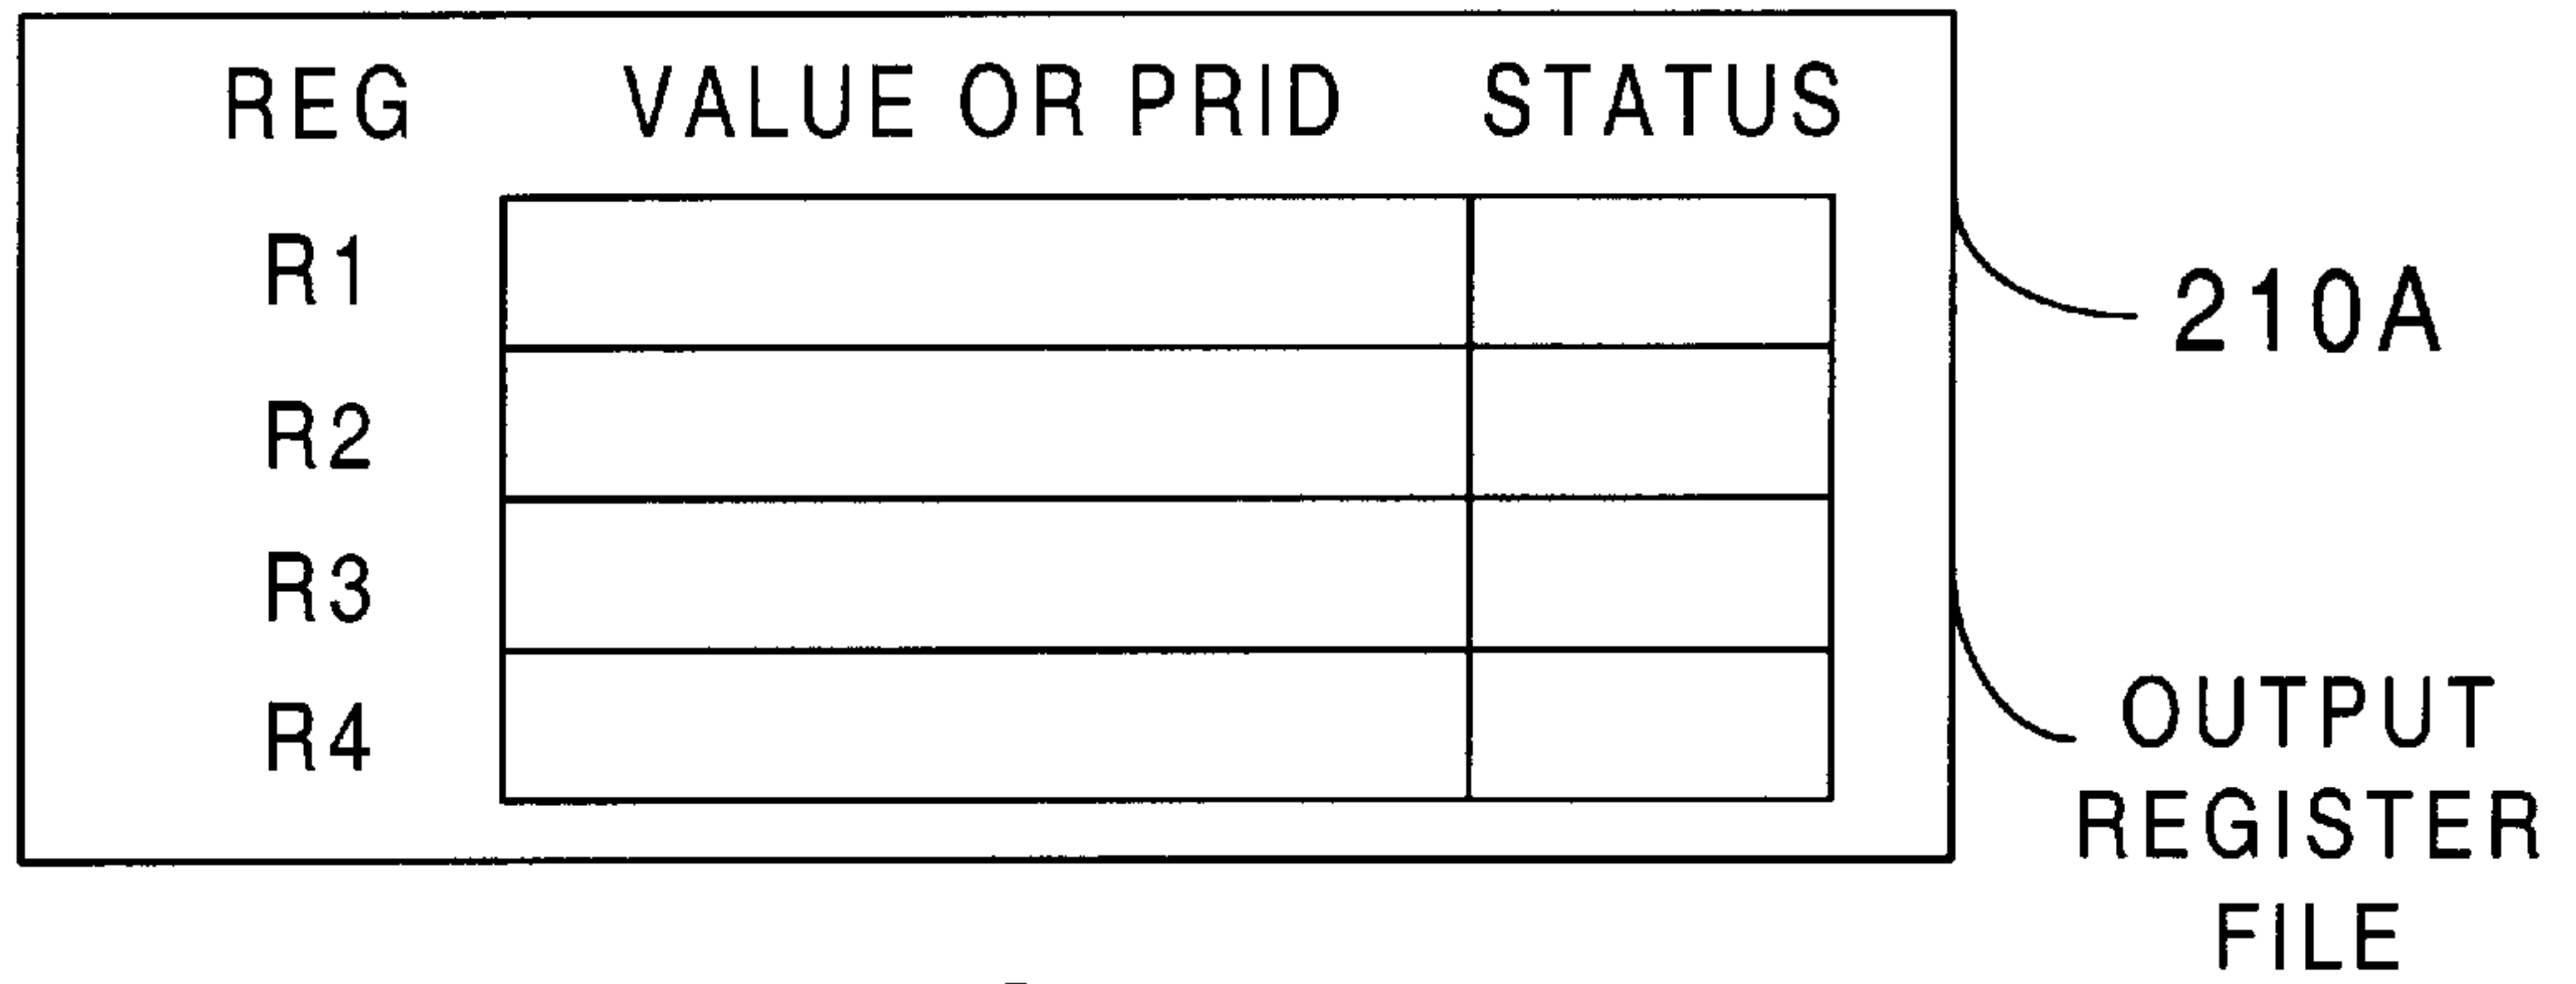 REG VALUE OR PRID STATUS
R1
R2
R3
R4
210A
OUTPUT
REGISTER
FILE